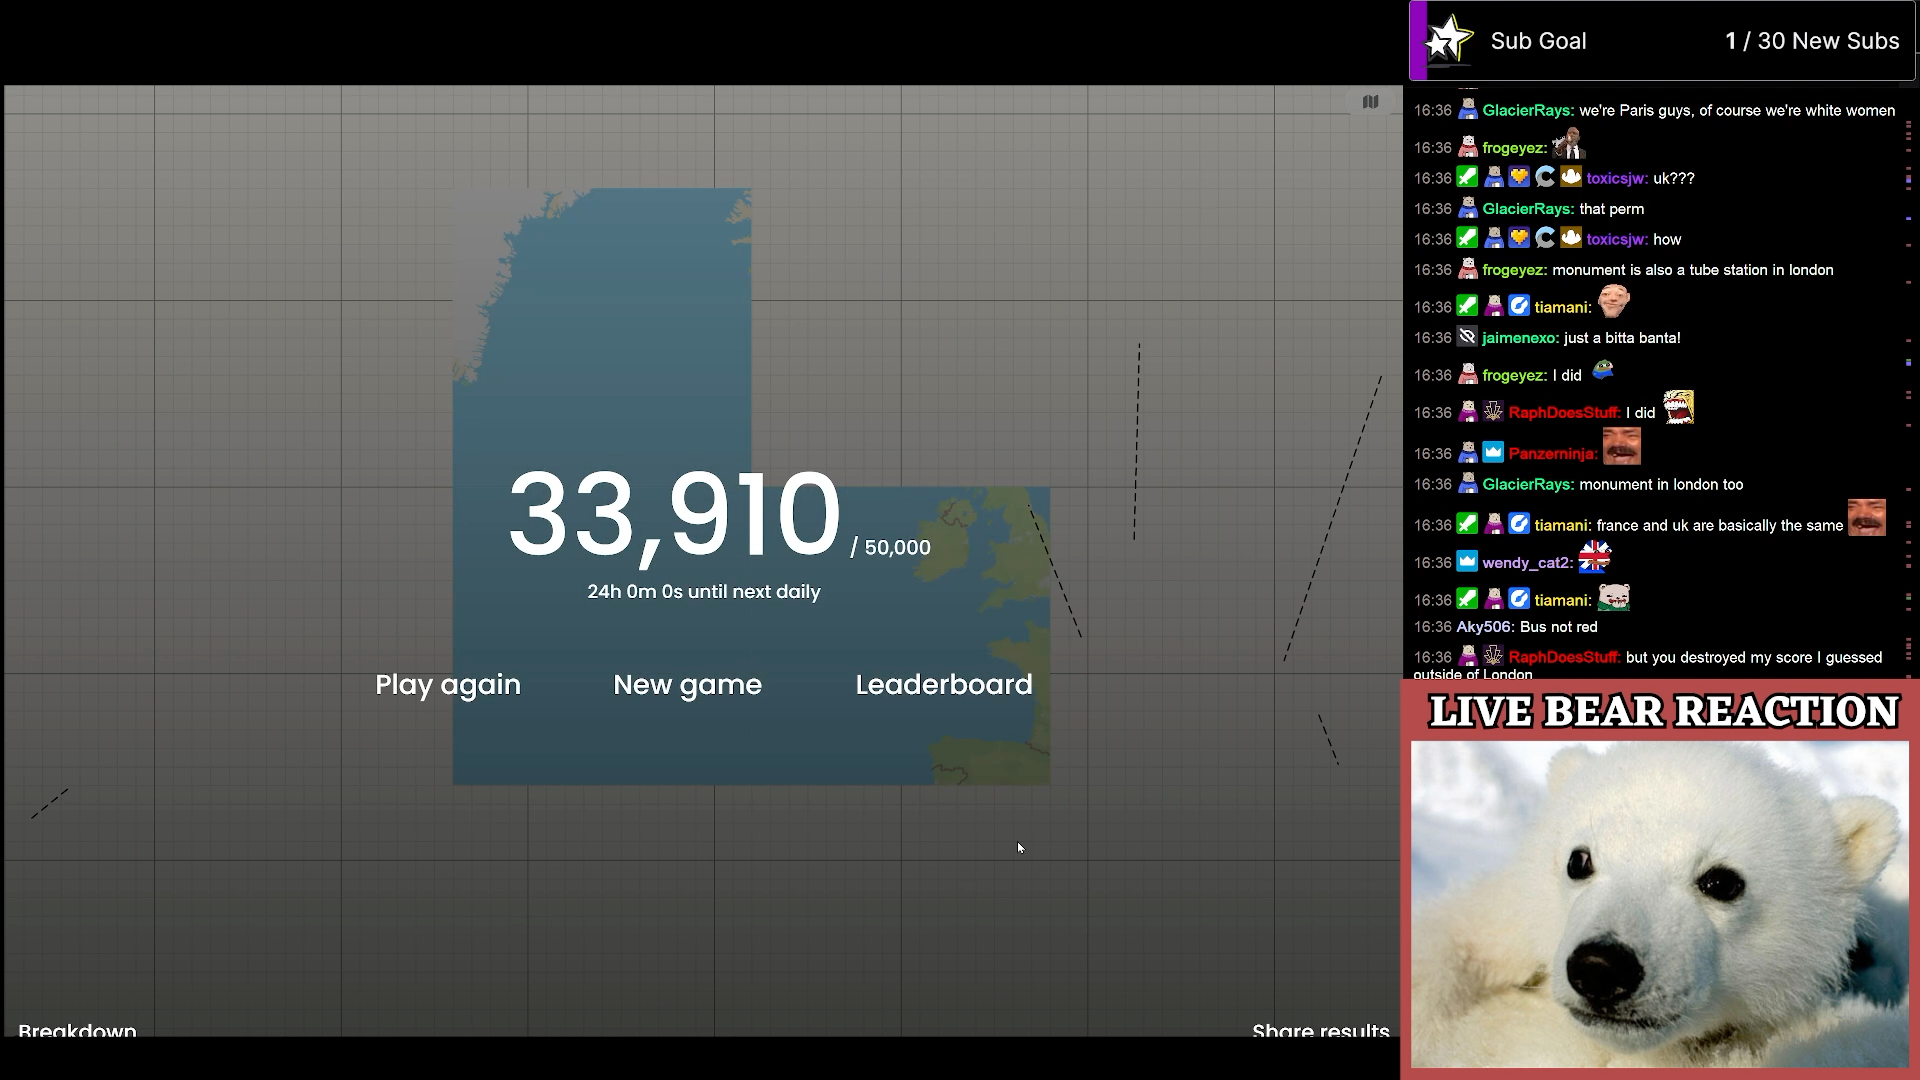 Sub Goal 1 / 30 New Subs
16:36 GlacierRays: we're Paris guys, of course we're white women
16:36 frogeyez:
16:36 toxicsjw: uk???
16:36 GlacierRays: that perm
16:36 toxicsjw: how
16:36 frogeyez: monument is also a tube station in london
16:36 tiamani:
16:36 jaimenexo: just a bitta banta!
16:36 frogeyez: I did
16:36 RaphDoesStuff: I did
16:36 Panzerninja:
16:36 GlacierRays: monument in london too
16:36 tiamani: france and uk are basically the same
16:36 wendy_cat2:
16:36 tiamani:
16:36 Aky506: Bus not red
16:36 RaphDoesStuff: but you destroyed my score I guessed
outside of London
33,910 / 50,000
24h 0m 0s until next daily
Play again New game Leaderboard
Breakdown Share results
LIVE BEAR REACTION